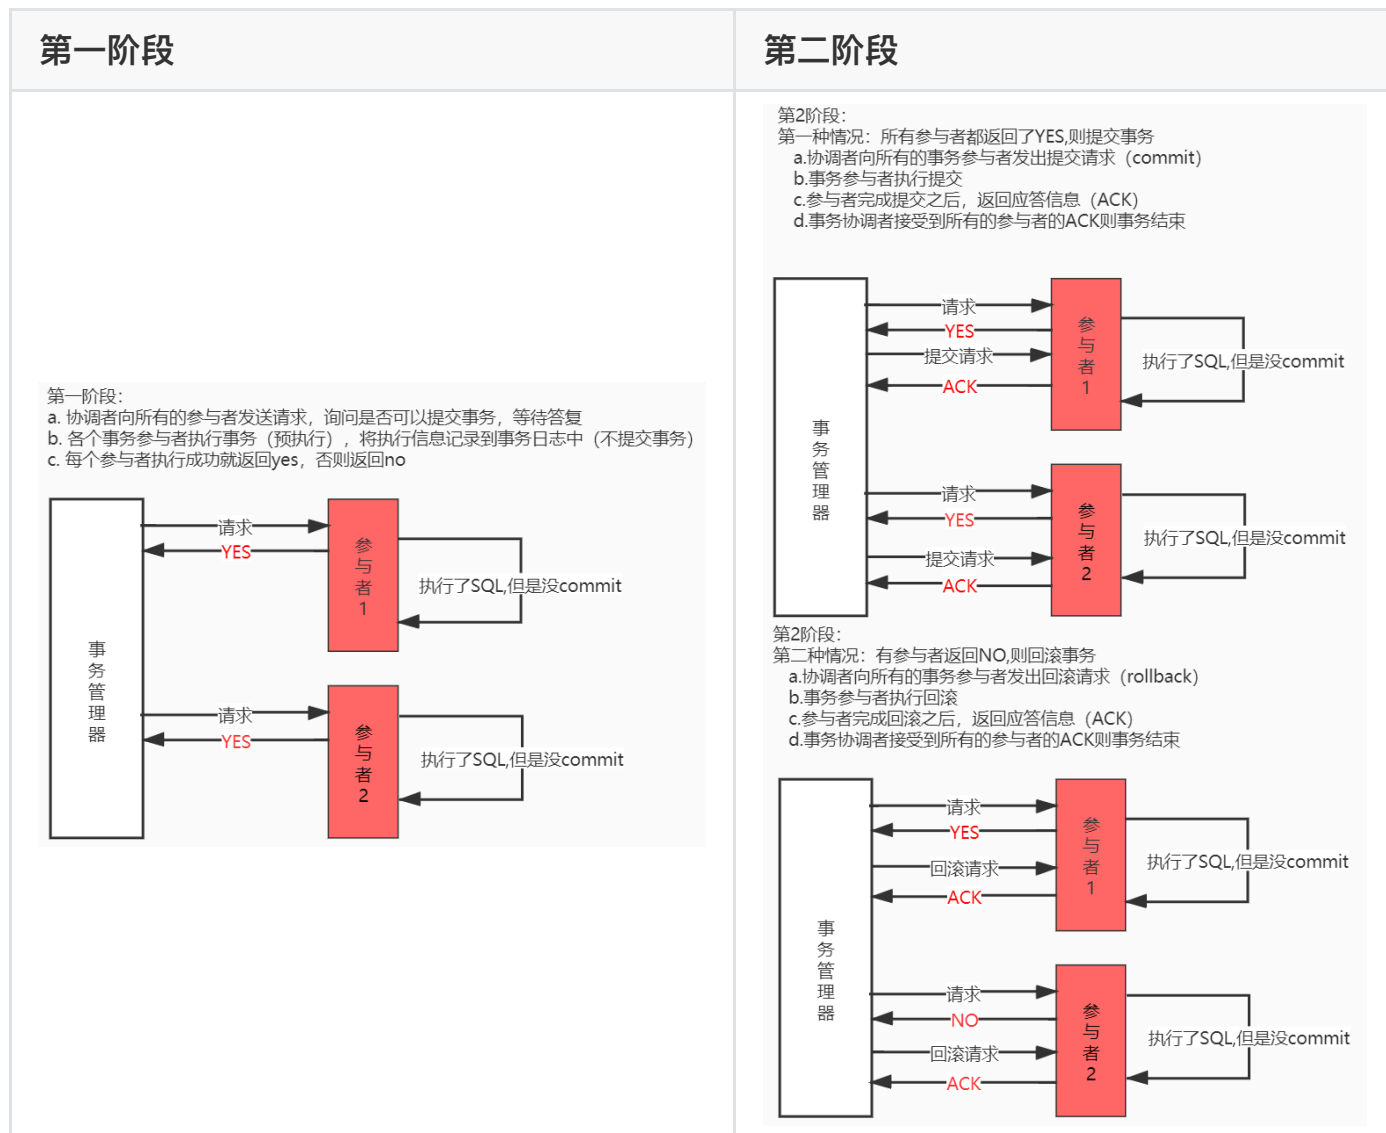 第一阶段
第二阶段
第一阶段：
a. 协调者向所有的参与者发送请求，询问是否可以提交事务，等待答复
b. 各个事务参与者执行事务（预执行），将执行信息记录到事务日志中（不提交事务）
c. 每个参与者执行成功就返回yes，否则返回no
事务管理器
请求
YES
参与者1
执行了SQL,但是没commit
请求
YES
参与者2
执行了SQL,但是没commit
第2阶段：
第一种情况：所有参与者都返回了YES,则提交事务
a.协调者向所有的事务参与者发出提交请求（commit）
b.事务参与者执行提交
c.参与者完成提交之后，返回应答信息（ACK）
d.事务协调者接受到所有的参与者的ACK则事务结束
事务管理器
请求
YES
提交请求
ACK
参与者1
执行了SQL,但是没commit
请求
YES
提交请求
ACK
参与者2
执行了SQL,但是没commit
第2阶段：
第二种情况：有参与者返回NO,则回滚事务
a.协调者向所有的事务参与者发出回滚请求（rollback）
b.事务参与者执行回滚
c.参与者完成回滚之后，返回应答信息（ACK）
d.事务协调者接受到所有的参与者的ACK则事务结束
事务管理器
请求
YES
回滚请求
ACK
参与者1
执行了SQL,但是没commit
请求
NO
回滚请求
ACK
参与者2
执行了SQL,但是没commit